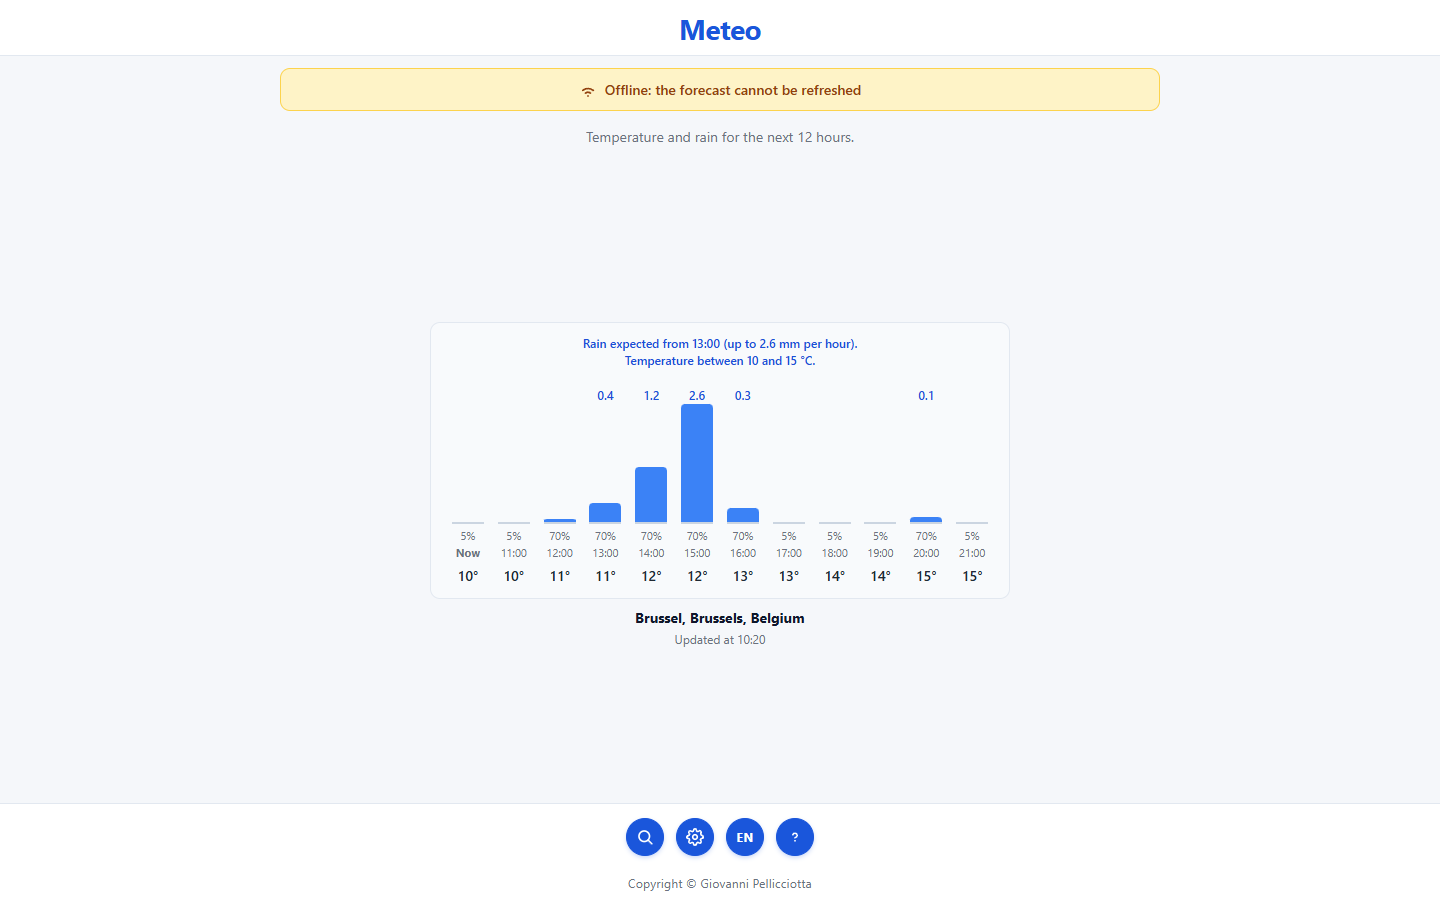 Meteo
Offline: the forecast cannot be refreshed
Temperature and rain for the next 12 hours.
Rain expected from 13:00 (up to 2.6 mm per hour).
Temperature between 10 and 15 °C.
0.4 1.2 2.6 0.3 0.1
5% 5% 70% 70% 70% 70% 70% 5% 5% 5% 70% 5%
Now 11:00 12:00 13:00 14:00 15:00 16:00 17:00 18:00 19:00 20:00 21:00
10° 10° 11° 11° 12° 12° 13° 13° 14° 14° 15° 15°
Brussel, Brussels, Belgium
Updated at 10:20
EN ?
Copyright © Giovanni Pellicciotta